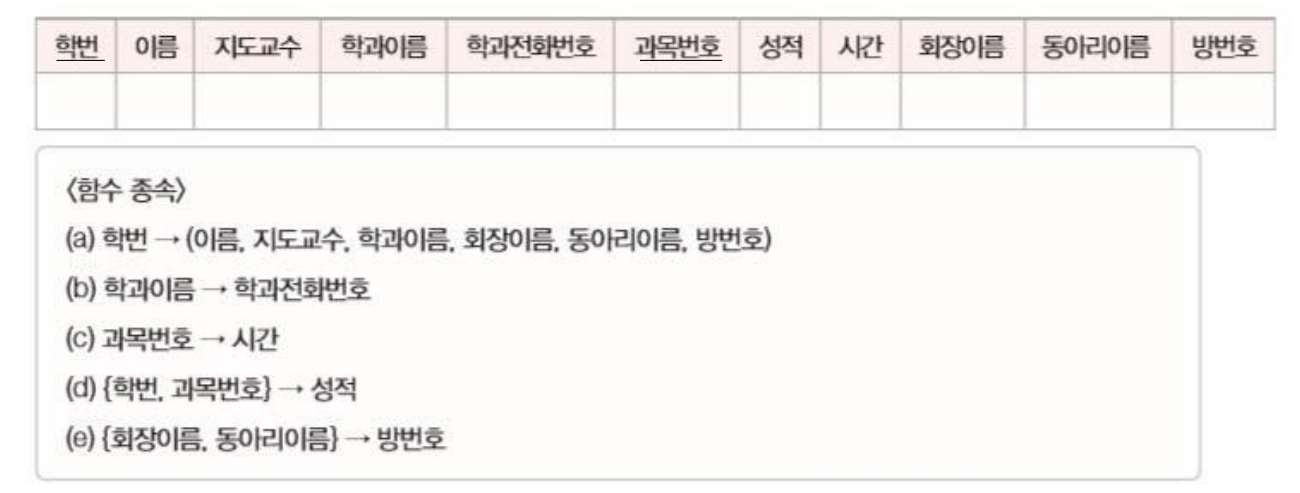 학번 이름 지도교수 학과이름 학과전화번호 과목번호 성적 시간 회장이름 동아리이름 방번호
〈함수 종속〉
(a) 학번 → (이름, 지도교수, 학과이름, 회장이름, 동아리이름, 방번호)
(b) 학과이름 → 학과전화번호
(c) 과목번호 → 시간
(d) {학번, 과목번호} → 성적
(e) {회장이름, 동아리이름} → 방번호